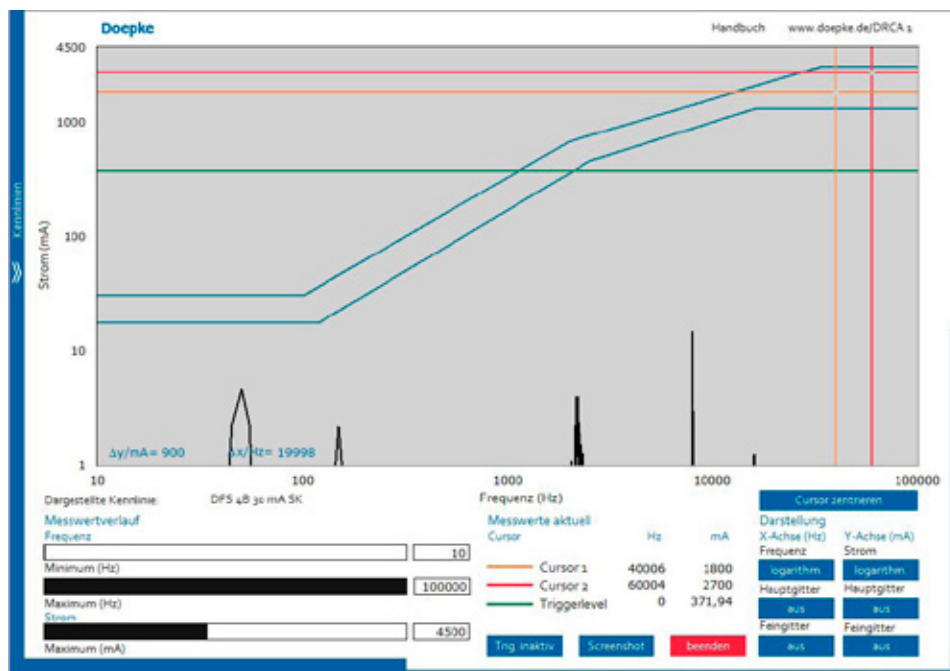 Doepke
Handbuch www.doepke.de/DRCA 1
Kennlinien
Strom (mA)
4500
1000
100
10
1
Δy/mA= 900 Δx/Hz= 19998
10 100 1000 10000 100000
Frequenz (Hz)
Dargestellte Kennlinie: DFS 4B 30 mA SK
Cursor zentrieren
Messwertverlauf
Frequenz
10
Minimum (Hz)
100000
Maximum (Hz)
Strom
4500
Maximum (mA)
Messwerte aktuell
Cursor Hz mA
Cursor 1 40006 1800
Cursor 2 60004 2700
Triggerlevel 0 371,94
Trig inaktiv Screenshot beenden
Darstellung
X-Achse (Hz) Y-Achse (mA)
Frequenz Strom
logarithm. logarithm.
Hauptgitter Hauptgitter
aus aus
Feingitter Feingitter
aus aus